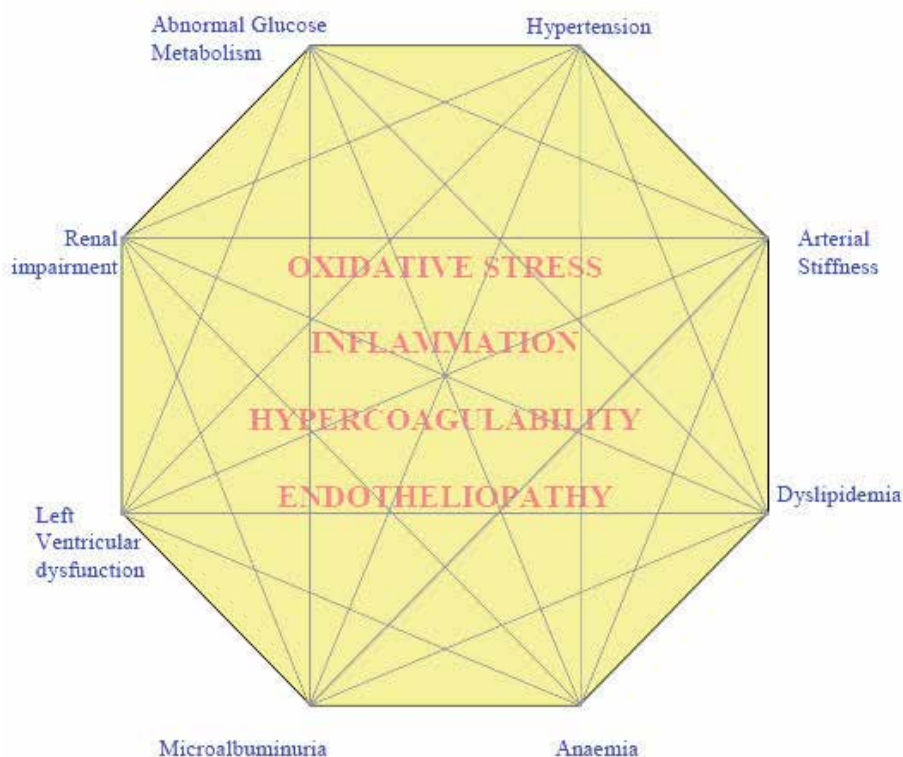 Abnormal Glucose
Metabolism
Hypertension
Renal
impairment
Arterial
Stiffness
OXIDATIVE STRESS
INFLAMMATION
HYPERCOAGULABILITY
ENDOTHELIOPATHY
Dyslipidemia
Left
Ventricular
dysfunction
Microalbuminuria
Anaemia